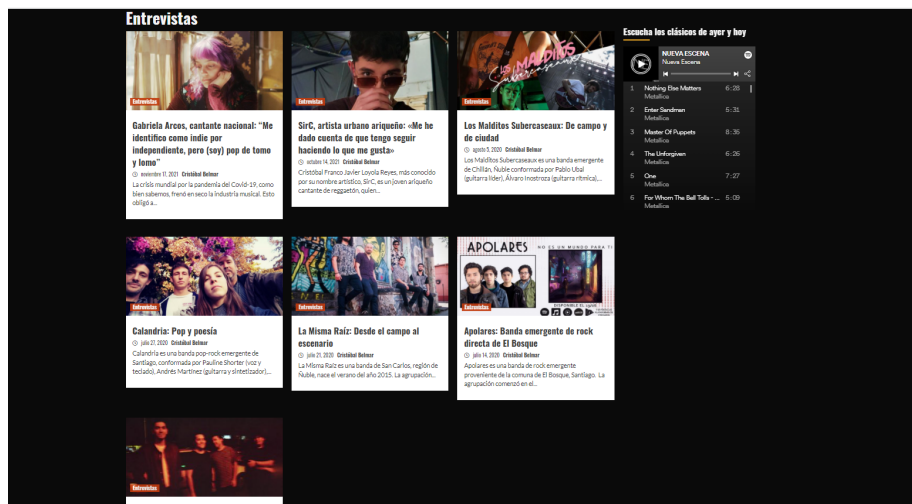 Entrevistas
Entrevistas
Gabriela Arcos, cantante nacional: “Me
identifico como indie por
independiente, pero (soy) pop de tomo
y lomo”
noviembre 17, 2021 Cristóbal Belmar
La crisis mundial por la pandemia del Covid-19, como
bien sabemos, frenó en seco la industria musical. Esto
obligó a...
Entrevistas
SirC, artista urbano ariqueño: «Me he
dado cuenta de que tengo seguir
haciendo lo que me gusta»
octubre 14, 2021 Cristóbal Belmar
Cristóbal Franco Javier Loyola Reyes, más conocido
por su nombre artístico, SirC, es un joven ariqueño
cantante de reggaetón, quien...
LOS MALDITOS
Subercaseaux
Entrevistas
Los Malditos Subercaseaux: De campo y
de ciudad
agosto 5, 2020 Cristóbal Belmar
Los Malditos Subercaseaux es una banda emergente
de Chillán, Ñuble conformada por Pablo Ubal
(guitarra líder), Álvaro Inostroza (guitarra rítmica),...
Escucha los clásicos de ayer y hoy
NUEVA ESCENA
Nueva Escena
1 Nothing Else Matters 6:28
Metallica
2 Enter Sandman 5:31
Metallica
3 Master Of Puppets 8:35
Metallica
4 The Unforgiven 6:26
Metallica
5 One 7:27
Metallica
6 For Whom The Bell Tolls - ... 5:09
Metallica
Entrevistas
Calandria: Pop y poesía
julio 27, 2020 Cristóbal Belmar
Calandria es una banda pop-rock emergente de
Santiago, conformada por Pauline Shorter (voz y
teclado), Andrés Martínez (guitarra y sintetizador),...
Entrevistas
La Misma Raíz: Desde el campo al
escenario
julio 21, 2020 Cristóbal Belmar
La Misma Raíz es una banda de San Carlos, región de
Ñuble, nace el verano del año 2015. La agrupación...
APOLARES
NO ES UN MUNDO PARA TI
Entrevistas
Apolares: Banda emergente de rock
directa de El Bosque
julio 14, 2020 Cristóbal Belmar
Apolares es una banda de rock emergente
proveniente de la comuna de El Bosque, Santiago. La
agrupación comenzó en el...
Entrevistas